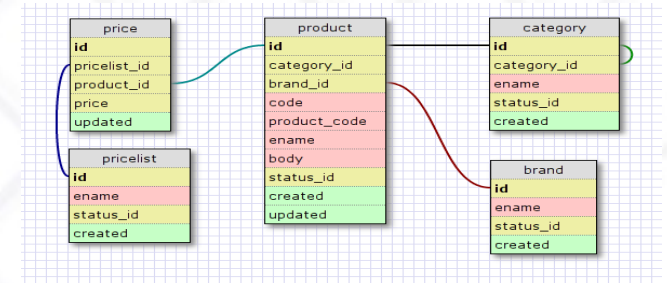 price
id
pricelist_id
product_id
price
updated
pricelist
id
ename
status_id
created
product
id
category_id
brand_id
code
product_code
ename
body
status_id
created
updated
category
id
category_id
ename
status_id
created
brand
id
ename
status_id
created